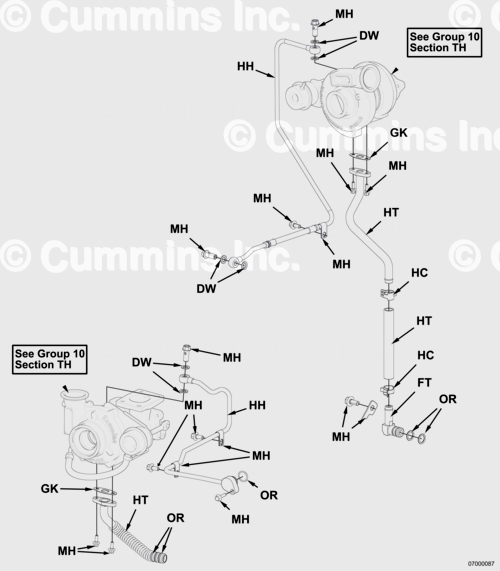 © Cummins Inc.
MH
DW
See Group 10
Section TH
HH
© Cummins Inc.
GK
MH
MH
MH
HT
MH
© Cummins Inc.
MH
DW
HC
HT
See Group 10
Section TH
MH
DW
HC
FT
MH
HH
OR
MH
MH
GK
HT
OR
OR
MH
MH
07000087